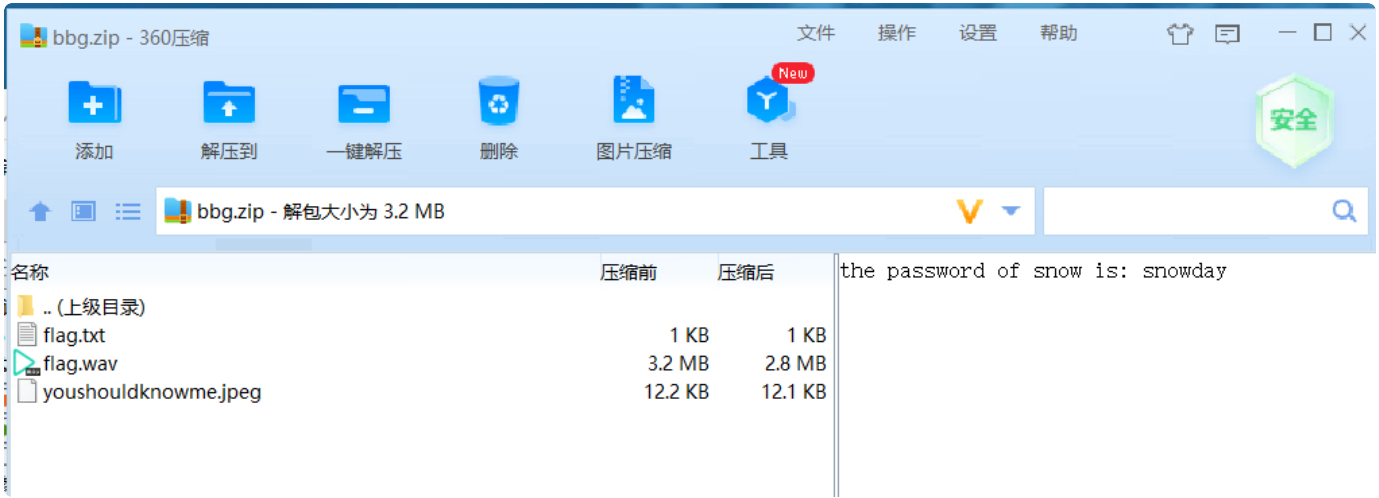 bbg.zip - 360压缩
文件 操作 设置 帮助
New
添加 解压到 一键解压 删除 图片压缩 工具
安全
bbg.zip - 解包大小为 3.2 MB
名称 压缩前 压缩后
.. (上级目录)
flag.txt 1 KB 1 KB
flag.wav 3.2 MB 2.8 MB
youshouldknowme.jpeg 12.2 KB 12.1 KB
the password of snow is: snowday